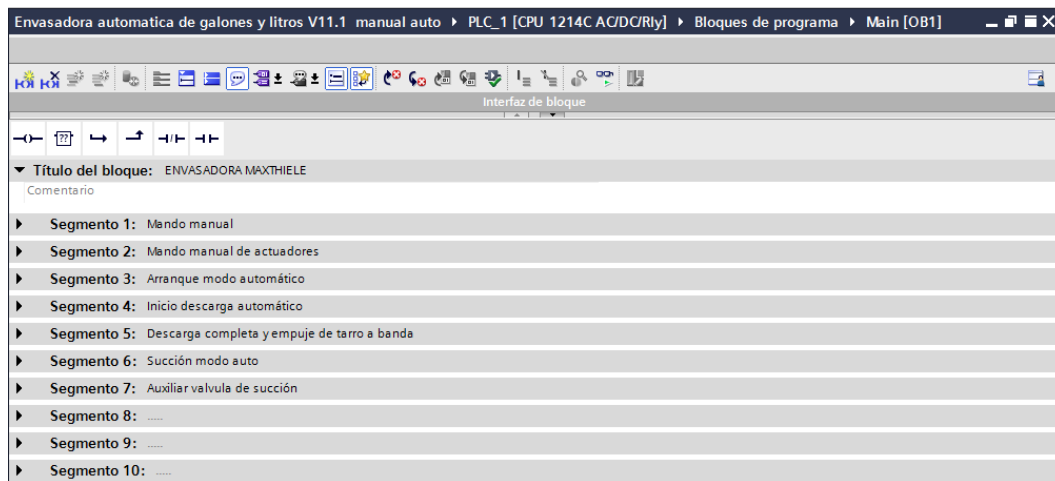 Envasadora automatica de galones y litros V11.1 manual auto ▸ PLC_1 [CPU 1214C AC/DC/Rly] ▸ Bloques de programa ▸ Main [OB1]
Interfaz de bloque
??
Título del bloque: ENVASADORA MAXTHIELE
Comentario
Segmento 1: Mando manual
Segmento 2: Mando manual de actuadores
Segmento 3: Arranque modo automático
Segmento 4: Inicio descarga automático
Segmento 5: Descarga completa y empuje de tarro a banda
Segmento 6: Succión modo auto
Segmento 7: Auxiliar valvula de succión
Segmento 8: .....
Segmento 9: .....
Segmento 10: .....